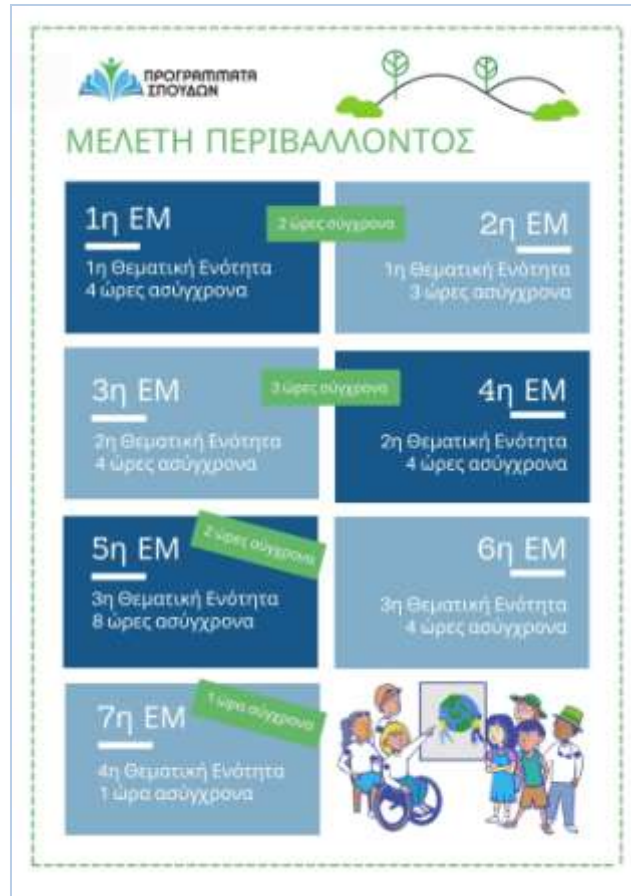 ΠΡΟΓΡΑΜΜΑΤΑ
ΣΠΟΥΔΩΝ
ΜΕΛΕΤΗ ΠΕΡΙΒΑΛΛΟΝΤΟΣ
1η ΕΜ
1η Θεματική Ενότητα
4 ώρες ασύγχρονα
2 ώρες σύγχρονα
2η ΕΜ
1η Θεματική Ενότητα
3 ώρες ασύγχρονα
3η ΕΜ
2η Θεματική Ενότητα
4 ώρες ασύγχρονα
3 ώρες σύγχρονα
4η ΕΜ
2η Θεματική Ενότητα
4 ώρες ασύγχρονα
5η ΕΜ
2 ώρες σύγχρονα
3η Θεματική Ενότητα
8 ώρες ασύγχρονα
6η ΕΜ
3η Θεματική Ενότητα
4 ώρες ασύγχρονα
7η ΕΜ
1 ώρα σύγχρονα
4η Θεματική Ενότητα
1 ώρα ασύγχρονα